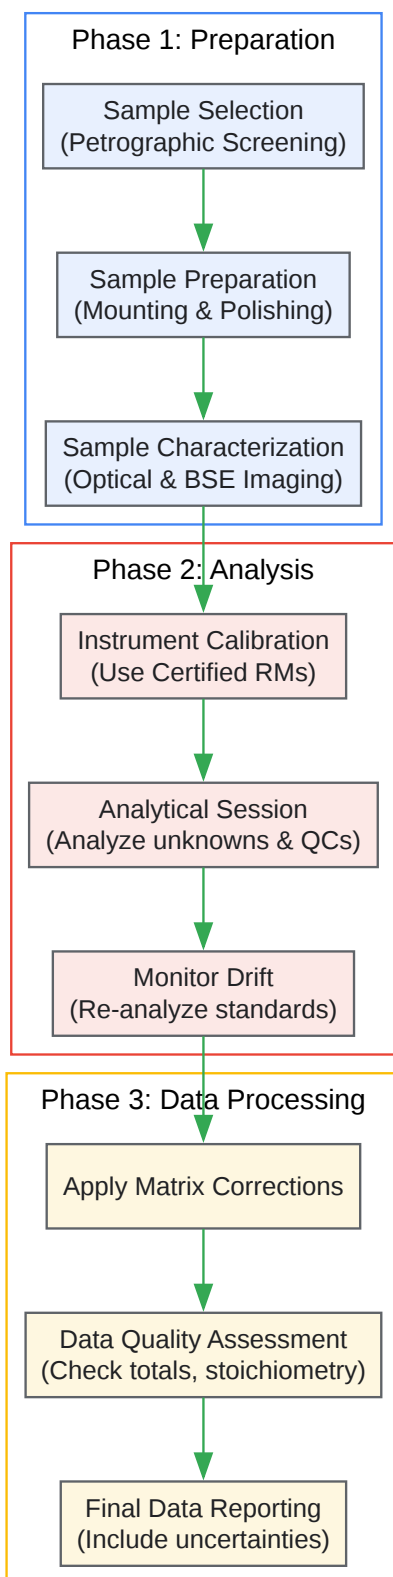 Phase 1: Preparation
Sample Selection
(Petrographic Screening)
Sample Preparation
(Mounting & Polishing)
Sample Characterization
(Optical & BSE Imaging)
Phase 2: Analysis
Instrument Calibration
(Use Certified RMs)
Analytical Session
(Analyze unknowns & QCs)
Monitor Drift
(Re-analyze standards)
Phase 3: Data Processing
Apply Matrix Corrections
Data Quality Assessment
(Check totals, stoichiometry)
Final Data Reporting
(Include uncertainties)